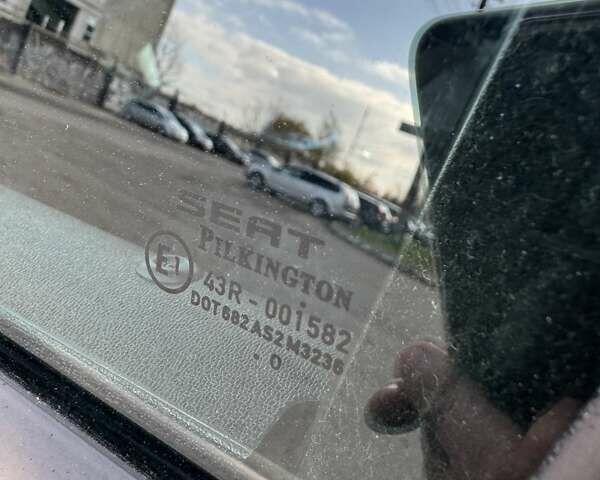 SEAT
PILKINGTON
E1
43R - 001582
DOT682AS2M3236
. 0